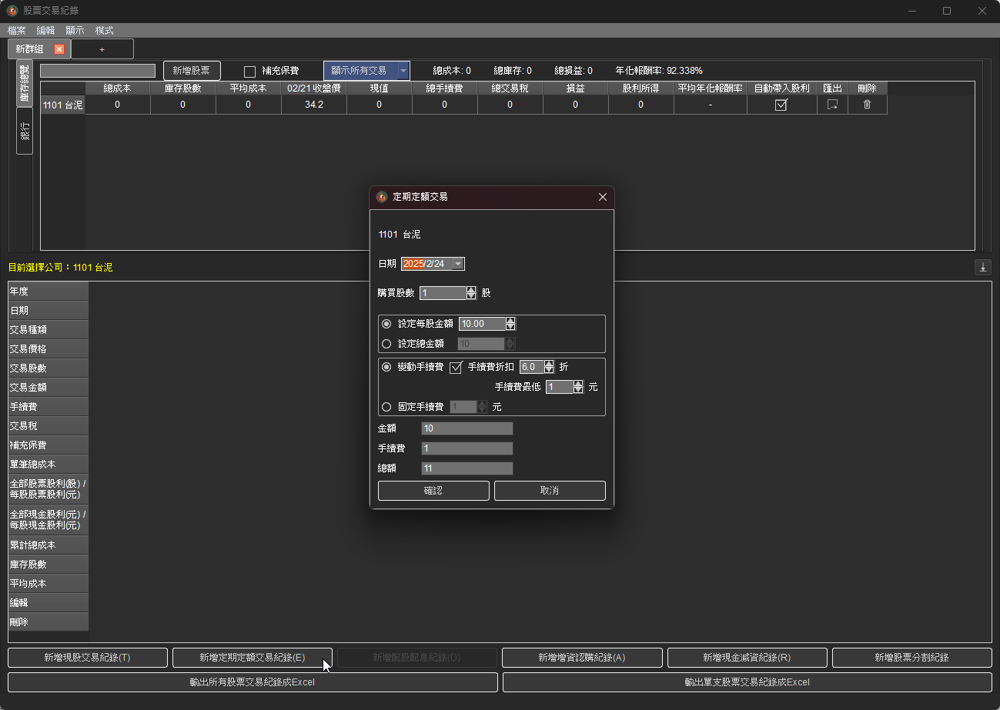 股票交易紀錄
檔案 編輯 顯示 模式
新群組 +
庫存總覽
銀行
新增股票 補充保費 顯示所有交易 總成本: 0 總庫存: 0 總損益: 0 年化報酬率: 92.338%
總成本 庫存股數 平均成本 02/21 收盤價 現值 總手續費 總交易稅 損益 股利所得 平均年化報酬率 自動帶入股利 匯出 刪除
1101 台泥 0 0 0 34.2 0 0 0 0 0 -
目前選擇公司：1101 台泥
年度
日期
交易種類
交易價格
交易股數
交易金額
手續費
交易稅
補充保費
單筆總成本
全部股票股利(股) /
每股股票股利(元)
全部現金股利(元) /
每股現金股利(元)
累計總成本
庫存股數
平均成本
編輯
刪除
定期定額交易
1101 台泥
日期 2025/2/24
購買股數 1 股
設定每股金額 10.00
設定總金額 10
變動手續費 手續費折扣 6.0 折
手續費最低 1 元
固定手續費 1 元
金額 10
手續費 1
總額 11
確認 取消
新增現股交易紀錄(T) 新增定期定額交易紀錄(E) 新增配股配息紀錄(D) 新增增資認購紀錄(A) 新增現金減資紀錄(R) 新增股票分割紀錄
輸出所有股票交易紀錄成Excel 輸出單支股票交易紀錄成Excel